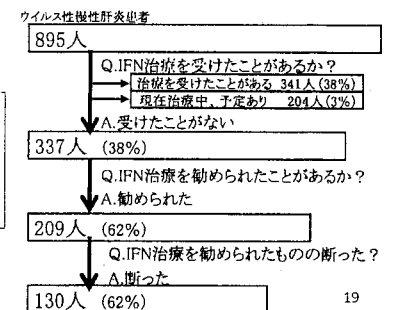 ウイルス性慢性肝炎患者
895人
Q.IFN治療を受けたことがあるか?
治療を受けたことがある 341人(38%)
現在治療中、予定あり 204人(3%)
A.受けたことがない
337人 (38%)
Q.IFN治療を勧められたことがあるか?
A.勧められた
209人 (62%)
Q.IFN治療を勧められたものの断った?
A.断った
130人 (62%)
19